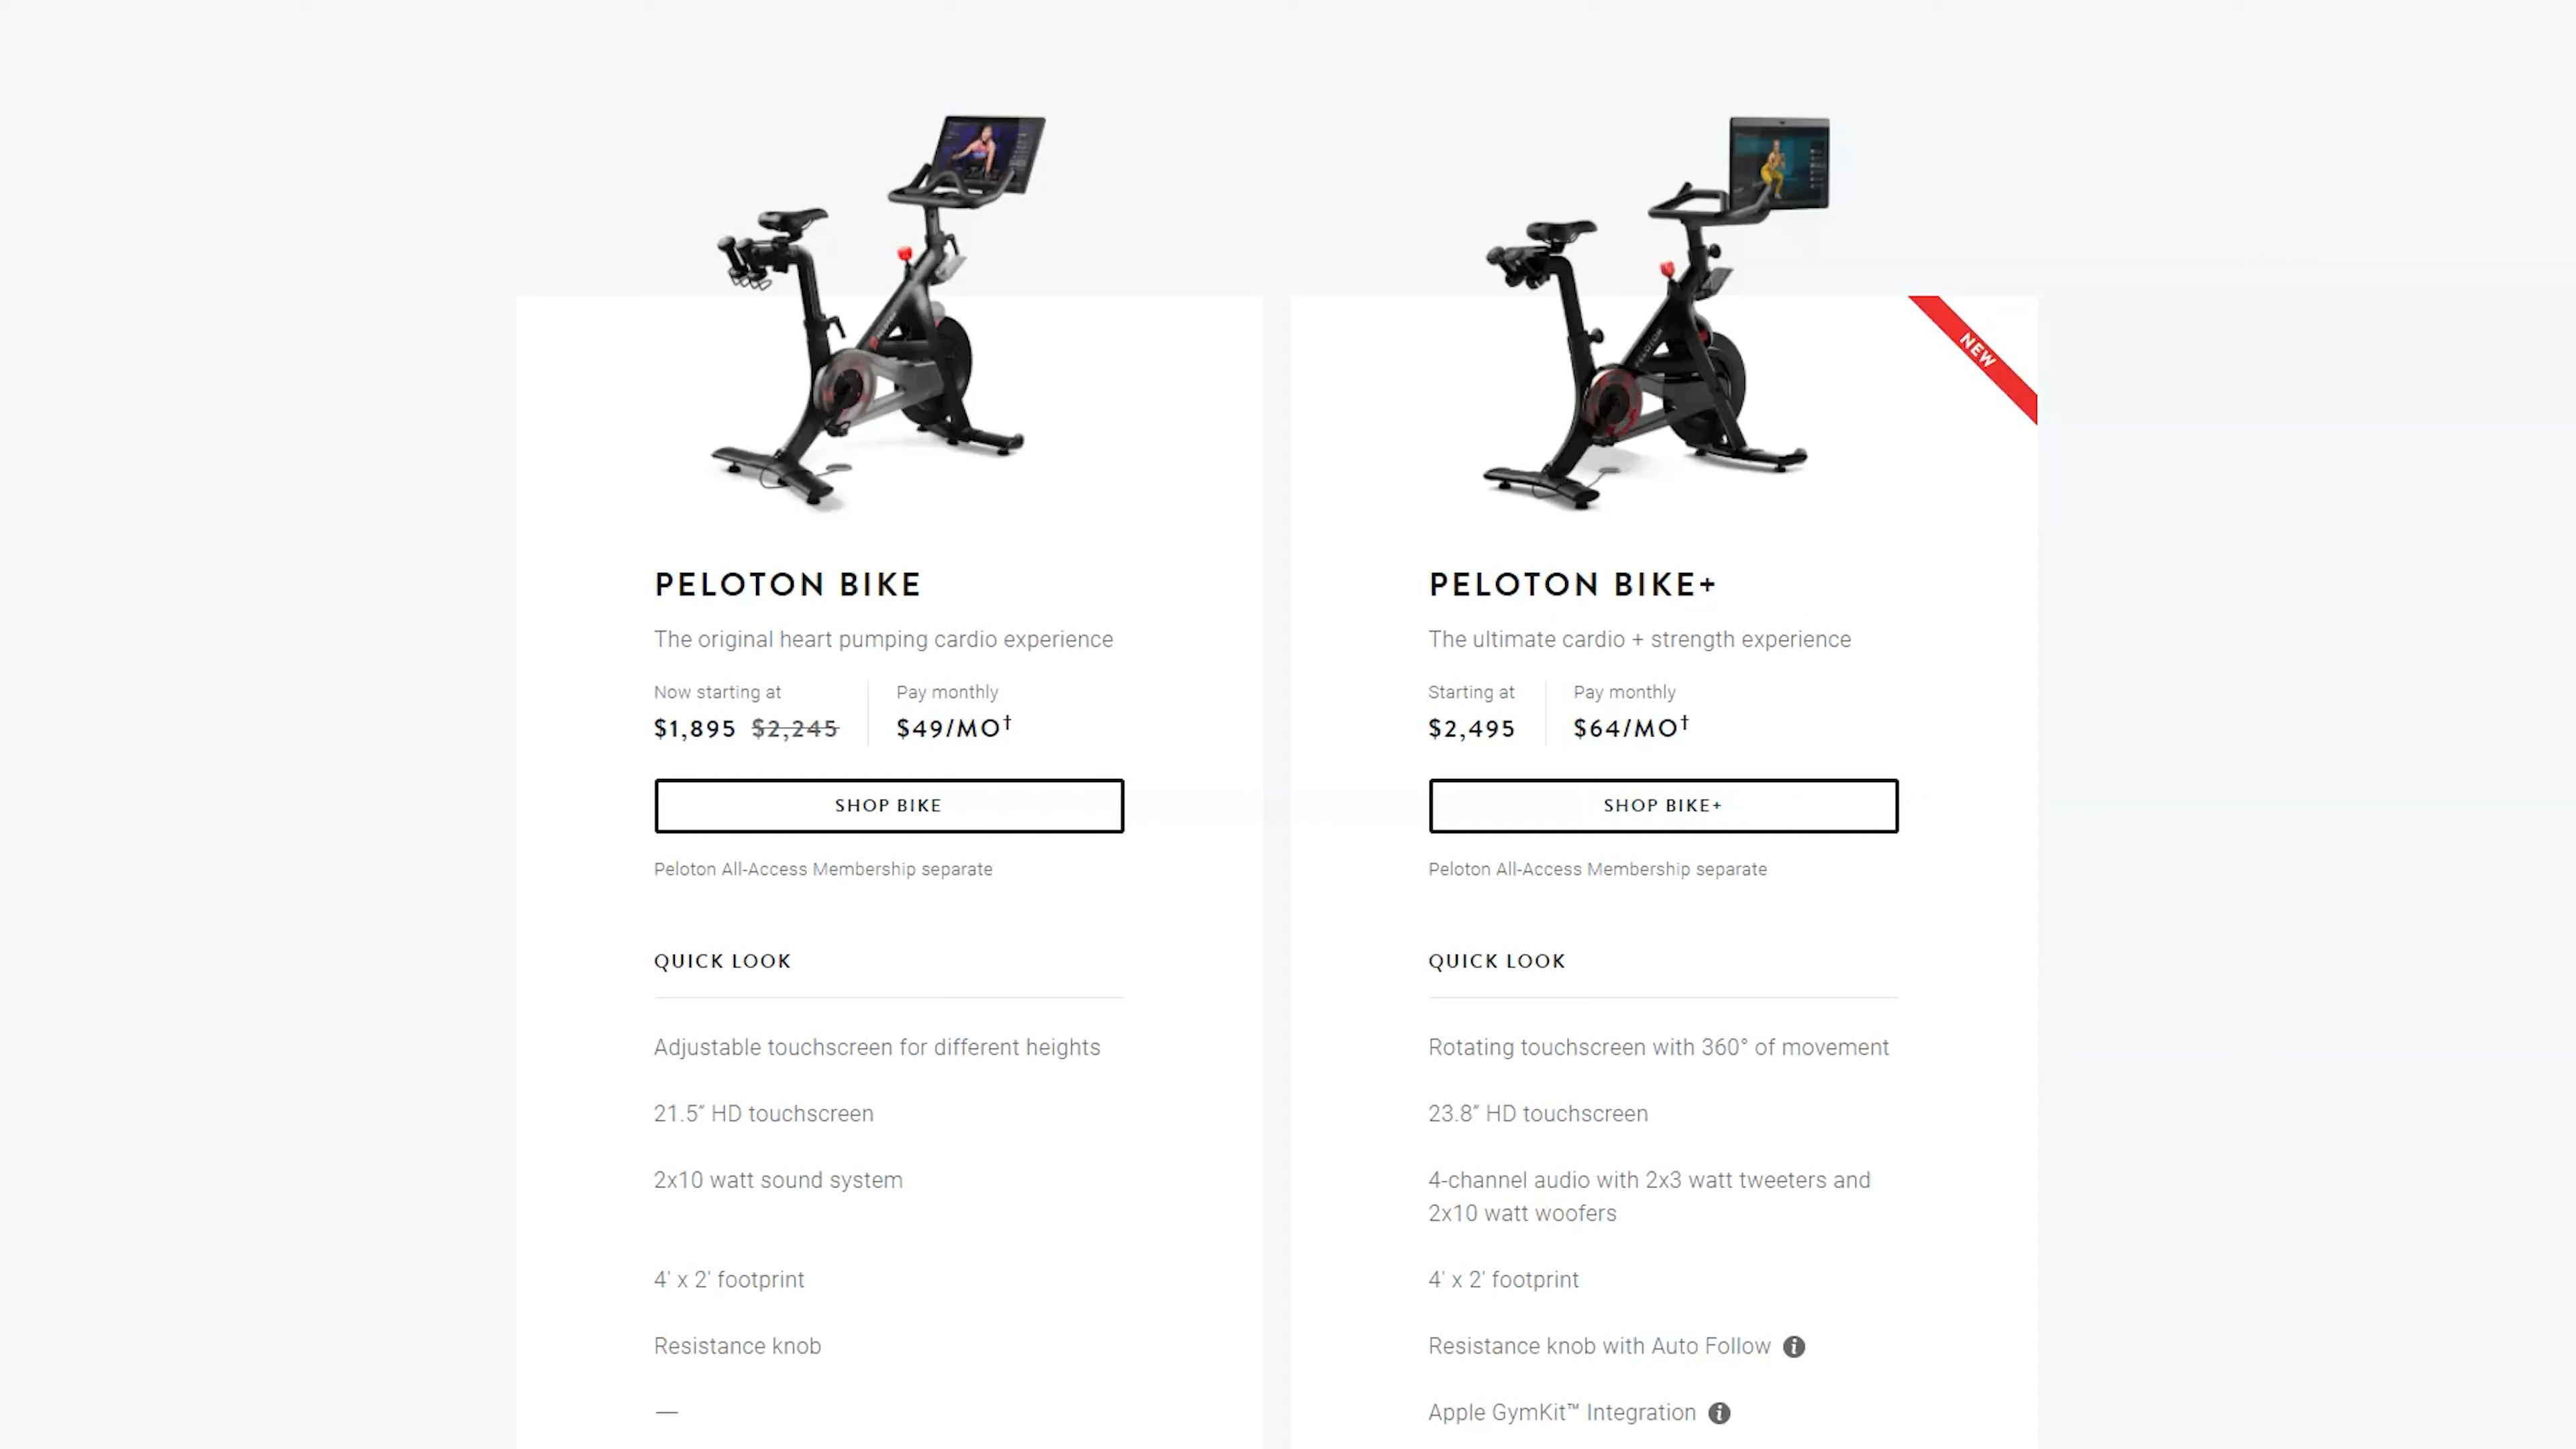 NEW
PELOTON BIKE
The original heart pumping cardio experience
Now starting at
$1,895 $2,245
Pay monthly
$49/MO†
SHOP BIKE
Peloton All-Access Membership separate
QUICK LOOK
Adjustable touchscreen for different heights
21.5″ HD touchscreen
2x10 watt sound system
4' x 2' footprint
Resistance knob
—
PELOTON BIKE+
The ultimate cardio + strength experience
Starting at
$2,495
Pay monthly
$64/MO†
SHOP BIKE+
Peloton All-Access Membership separate
QUICK LOOK
Rotating touchscreen with 360° of movement
23.8″ HD touchscreen
4-channel audio with 2x3 watt tweeters and
2x10 watt woofers
4' x 2' footprint
Resistance knob with Auto Follow
Apple GymKit™ Integration